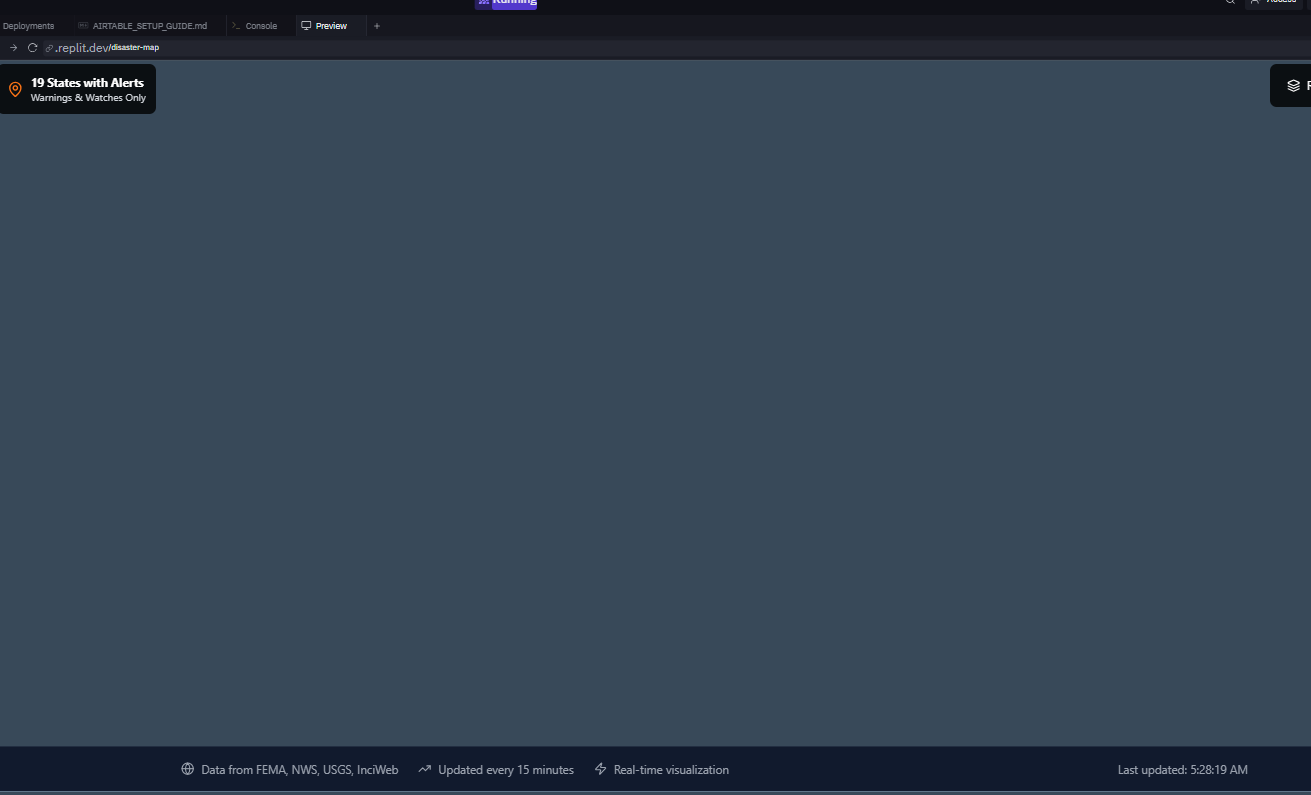 Running
Access
Deployments
AIRTABLE_SETUP_GUIDE.md
Console
Preview
.replit.dev/disaster-map
19 States with Alerts
Warnings & Watches Only
Data from FEMA, NWS, USGS, InciWeb
Updated every 15 minutes
Real-time visualization
Last updated: 5:28:19 AM